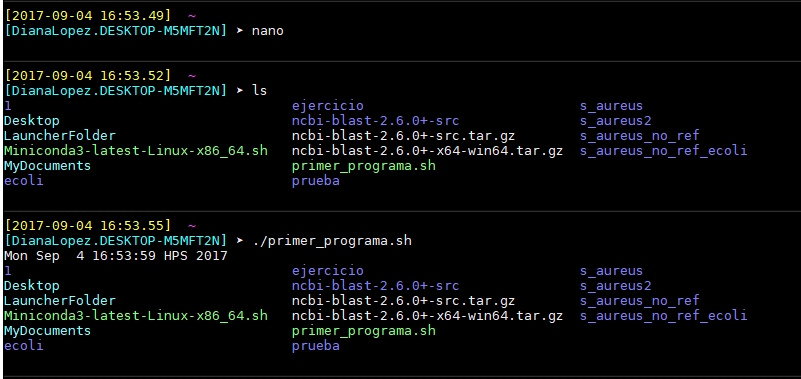 [2017-09-04 16:53.49]  ~
[DianaLopez.DESKTOP-M5MFT2N] ➤ nano
[2017-09-04 16:53.52]  ~
[DianaLopez.DESKTOP-M5MFT2N] ➤ ls
1 ejercicio s_aureus
Desktop ncbi-blast-2.6.0+-src s_aureus2
LauncherFolder ncbi-blast-2.6.0+-src.tar.gz s_aureus_no_ref
Miniconda3-latest-Linux-x86_64.sh ncbi-blast-2.6.0+-x64-win64.tar.gz s_aureus_no_ref_ecoli
MyDocuments primer_programa.sh
ecoli prueba
[2017-09-04 16:53.55]  ~
[DianaLopez.DESKTOP-M5MFT2N] ➤ ./primer_programa.sh
Mon Sep  4 16:53:59 HPS 2017
1 ejercicio s_aureus
Desktop ncbi-blast-2.6.0+-src s_aureus2
LauncherFolder ncbi-blast-2.6.0+-src.tar.gz s_aureus_no_ref
Miniconda3-latest-Linux-x86_64.sh ncbi-blast-2.6.0+-x64-win64.tar.gz s_aureus_no_ref_ecoli
MyDocuments primer_programa.sh
ecoli prueba